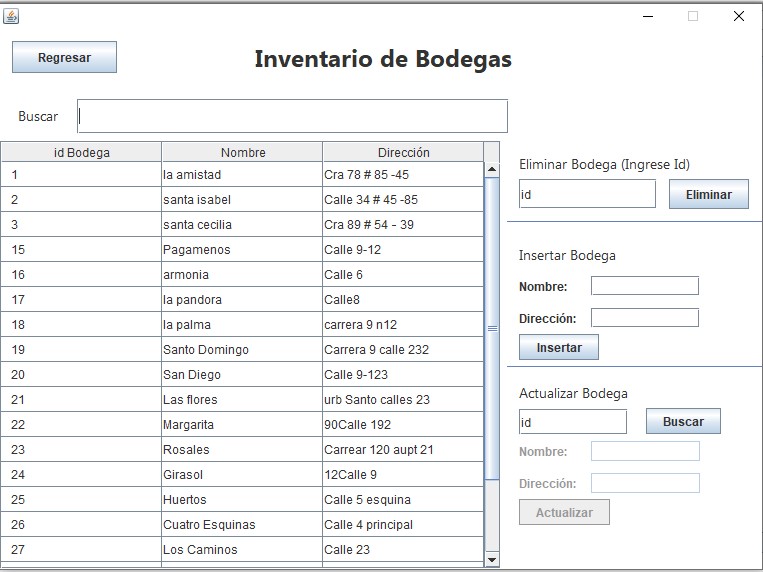 Regresar
Inventario de Bodegas
Buscar
id Bodega Nombre Dirección
1 la amistad Cra 78 # 85 -45
2 santa isabel Calle 34 # 45 -85
3 santa cecilia Cra 89 # 54 - 39
15 Pagamenos Calle 9-12
16 armonia Calle 6
17 la pandora Calle8
18 la palma carrera 9 n12
19 Santo Domingo Carrera 9 calle 232
20 San Diego Calle 9-123
21 Las flores urb Santo calles 23
22 Margarita 90Calle 192
23 Rosales Carrear 120 aupt 21
24 Girasol 12Calle 9
25 Huertos Calle 5 esquina
26 Cuatro Esquinas Calle 4 principal
27 Los Caminos Calle 23
Eliminar Bodega (Ingrese Id)
id Eliminar
Insertar Bodega
Nombre:
Dirección:
Insertar
Actualizar Bodega
id Buscar
Nombre:
Dirección:
Actualizar